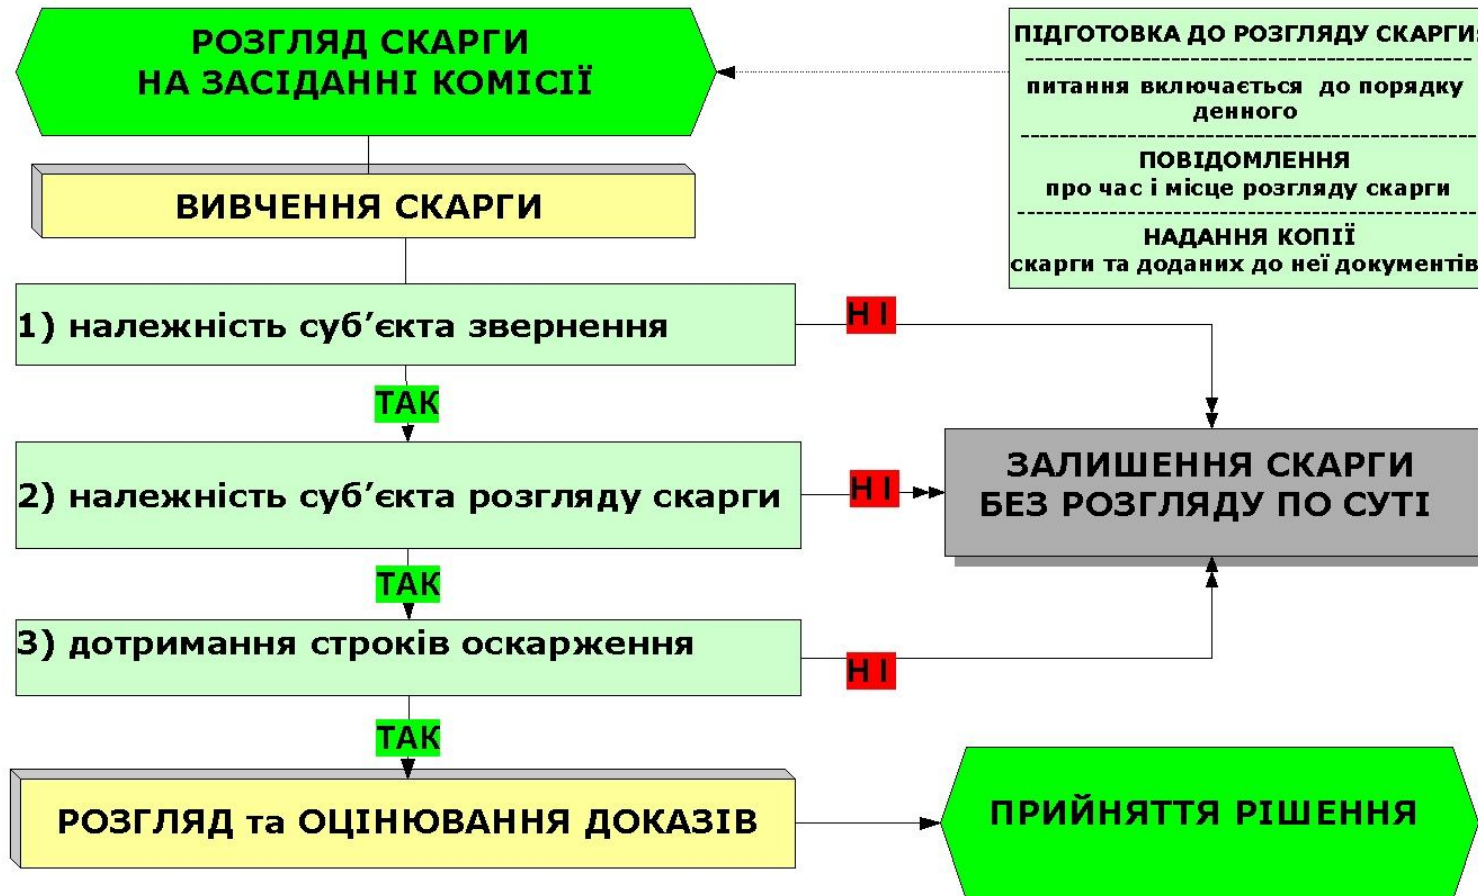 РОЗГЛЯД СКАРГИ
НА ЗАСІДАННІ КОМІСІЇ
ПІДГОТОВКА ДО РОЗГЛЯДУ СКАРГИ:
питання включається до порядку
денного
ПОВІДОМЛЕННЯ
про час і місце розгляду скарги
НАДАННЯ КОПІЇ
скарги та доданих до неї документів
ВИВЧЕННЯ СКАРГИ
1) належність суб’єкта звернення
НІ
ТАК
2) належність суб’єкта розгляду скарги
НІ
ЗАЛИШЕННЯ СКАРГИ
БЕЗ РОЗГЛЯДУ ПО СУТІ
ТАК
3) дотримання строків оскарження
НІ
ТАК
РОЗГЛЯД та ОЦІНЮВАННЯ ДОКАЗІВ
ПРИЙНЯТТЯ РІШЕННЯ